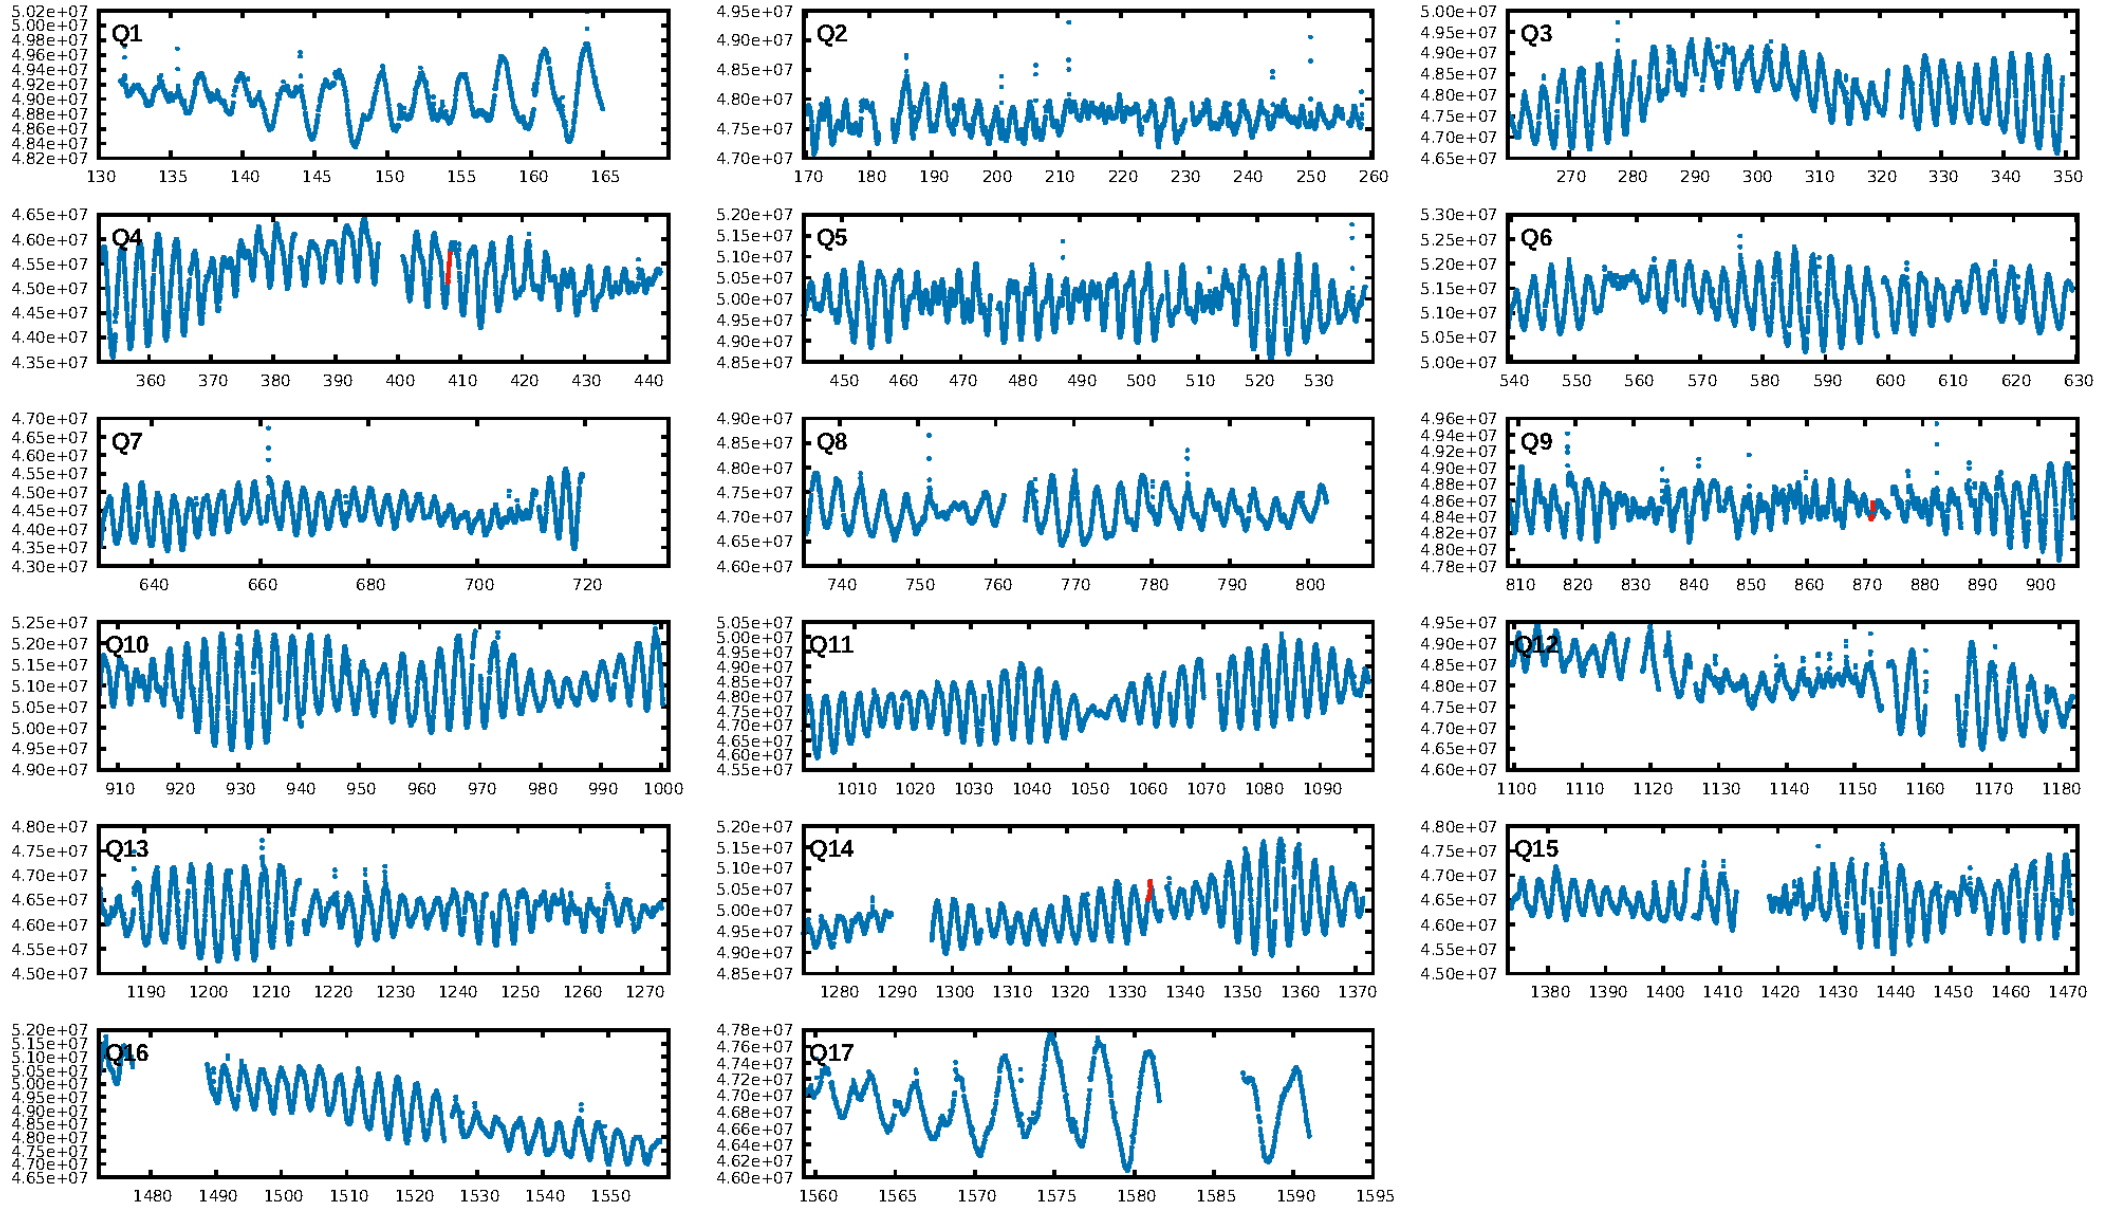 5.02e+07
5.00e+07
4.98e+07
4.96e+07
4.94e+07
4.92e+07
4.90e+07
4.88e+07
4.86e+07
4.84e+07
4.82e+07
Q1
130 135 140 145 150 155 160 165
4.95e+07
4.90e+07
4.85e+07
4.80e+07
4.75e+07
4.70e+07
Q2
170 180 190 200 210 220 230 240 250 260
5.00e+07
4.95e+07
4.90e+07
4.85e+07
4.80e+07
4.75e+07
4.70e+07
4.65e+07
Q3
270 280 290 300 310 320 330 340 350
4.65e+07
4.60e+07
4.55e+07
4.50e+07
4.45e+07
4.40e+07
4.35e+07
Q4
360 370 380 390 400 410 420 430 440
5.20e+07
5.15e+07
5.10e+07
5.05e+07
5.00e+07
4.95e+07
4.90e+07
4.85e+07
Q5
450 460 470 480 490 500 510 520 530
5.30e+07
5.25e+07
5.20e+07
5.15e+07
5.10e+07
5.05e+07
5.00e+07
Q6
540 550 560 570 580 590 600 610 620 630
4.70e+07
4.65e+07
4.60e+07
4.55e+07
4.50e+07
4.45e+07
4.40e+07
4.35e+07
4.30e+07
Q7
640 660 680 700 720
4.90e+07
4.85e+07
4.80e+07
4.75e+07
4.70e+07
4.65e+07
4.60e+07
Q8
740 750 760 770 780 790 800
4.96e+07
4.94e+07
4.92e+07
4.90e+07
4.88e+07
4.86e+07
4.84e+07
4.82e+07
4.80e+07
4.78e+07
Q9
810 820 830 840 850 860 870 880 890 900
5.25e+07
5.20e+07
5.15e+07
5.10e+07
5.05e+07
5.00e+07
4.95e+07
4.90e+07
Q10
910 920 930 940 950 960 970 980 990 1000
5.05e+07
5.00e+07
4.95e+07
4.90e+07
4.85e+07
4.80e+07
4.75e+07
4.70e+07
4.65e+07
4.60e+07
4.55e+07
Q11
1010 1020 1030 1040 1050 1060 1070 1080 1090
4.95e+07
4.90e+07
4.85e+07
4.80e+07
4.75e+07
4.70e+07
4.65e+07
4.60e+07
Q12
1100 1110 1120 1130 1140 1150 1160 1170 1180
4.80e+07
4.75e+07
4.70e+07
4.65e+07
4.60e+07
4.55e+07
4.50e+07
Q13
1190 1200 1210 1220 1230 1240 1250 1260 1270
5.20e+07
5.15e+07
5.10e+07
5.05e+07
5.00e+07
4.95e+07
4.90e+07
4.85e+07
Q14
1280 1290 1300 1310 1320 1330 1340 1350 1360 1370
4.80e+07
4.75e+07
4.70e+07
4.65e+07
4.60e+07
4.55e+07
4.50e+07
Q15
1380 1390 1400 1410 1420 1430 1440 1450 1460 1470
5.20e+07
5.15e+07
5.10e+07
5.05e+07
5.00e+07
4.95e+07
4.90e+07
4.85e+07
4.80e+07
4.75e+07
4.70e+07
4.65e+07
Q16
1480 1490 1500 1510 1520 1530 1540 1550
4.78e+07
4.76e+07
4.74e+07
4.72e+07
4.70e+07
4.68e+07
4.66e+07
4.64e+07
4.62e+07
4.60e+07
Q17
1560 1565 1570 1575 1580 1585 1590 1595